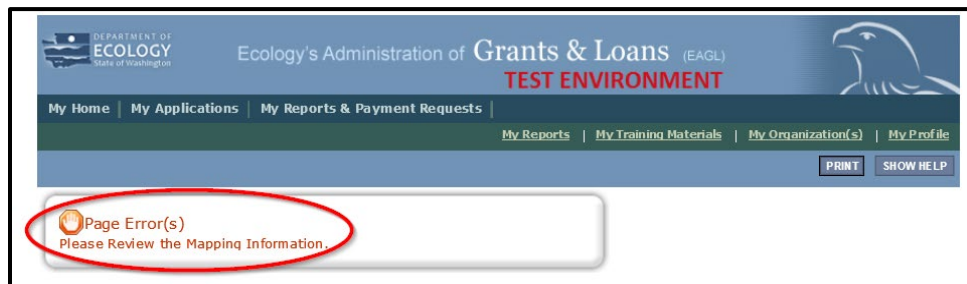 DEPARTMENT OF
ECOLOGY
State of Washington
Ecology's Administration of Grants & Loans (EAGL)
TEST ENVIRONMENT
My Home | My Applications | My Reports & Payment Requests |
My Reports | My Training Materials | My Organization(s) | My Profile
PRINT SHOW HELP
Page Error(s)
Please Review the Mapping Information.